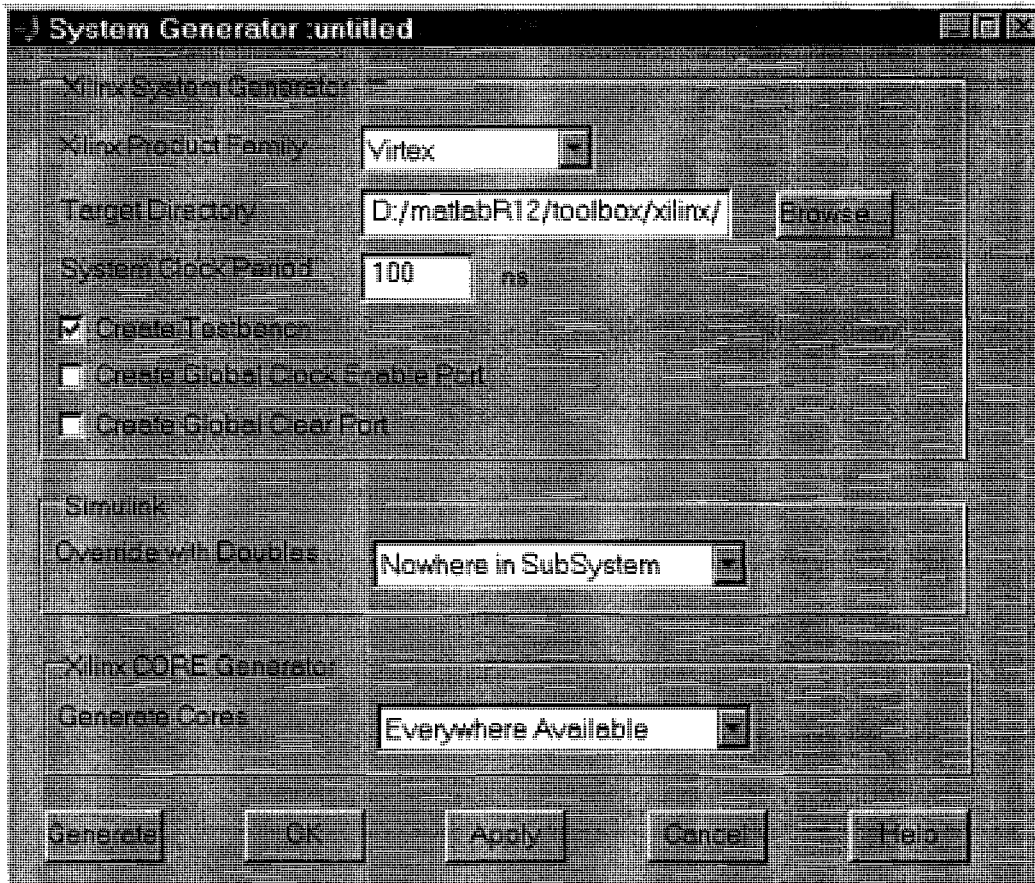 System Generator :untitled
Xilinx System Generator
Xilinx Product Family Virtex
Target Directory D:/matlabR12/toolbox/xilinx/ Browse...
System Clock Period 100 ns
Create Testbench
Create Global Clock Enable Port
Create Global Clear Port
Simulink
Override with Doubles Nowhere in SubSystem
Xilinx CORE Generator
Generate Cores Everywhere Available
Generate OK Apply Cancel Help